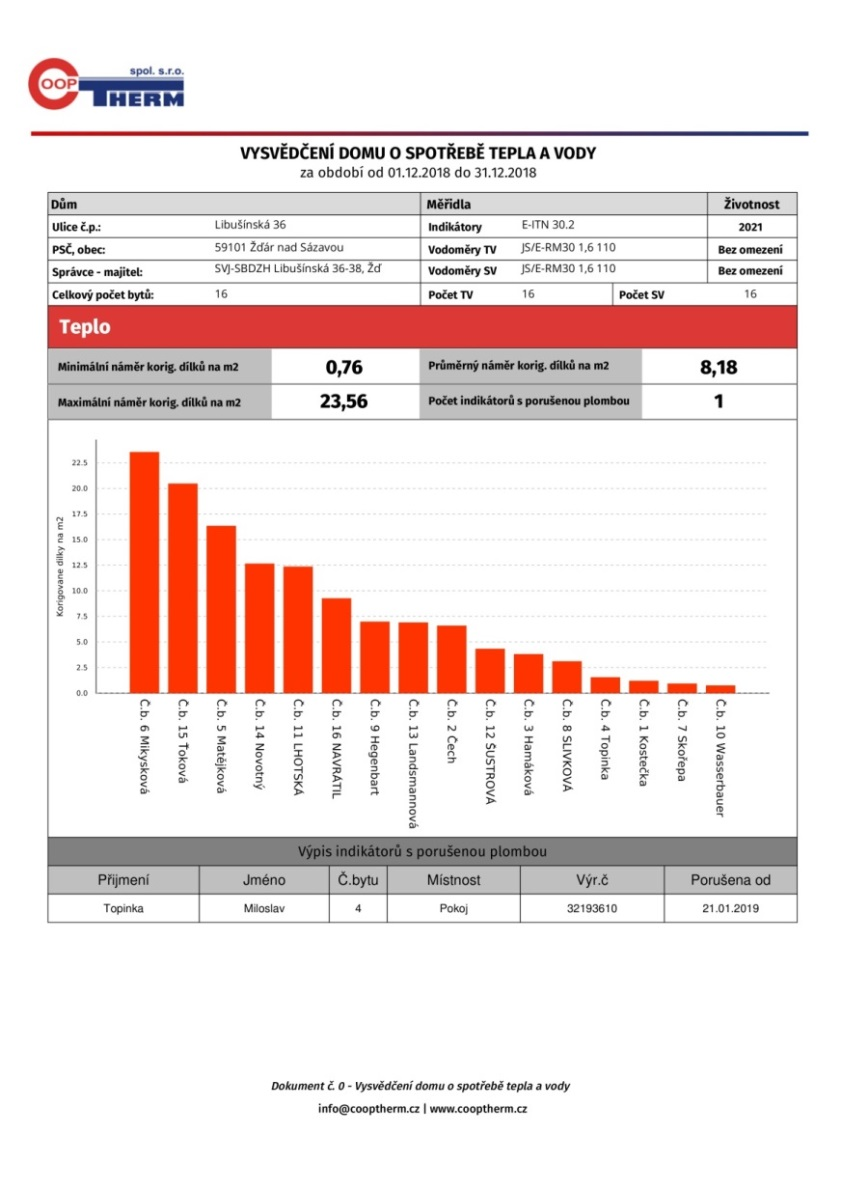 spol. s.r.o.
COOP
THERM
VYSVĚDČENÍ DOMU O SPOTŘEBĚ TEPLA A VODY
za období od 01.12.2018 do 31.12.2018
Dům Měřidla Životnost
Ulice č.p.: Libušínská 36 Indikátory E-ITN 30.2 2021
PSČ, obec: 59101 Žďár nad Sázavou Vodoměry TV JS/E-RM30 1,6 110 Bez omezení
Správce - majitel: SVJ-SBDZH Libušínská 36-38, Žď Vodoměry SV JS/E-RM30 1,6 110 Bez omezení
Celkový počet bytů: 16 Počet TV 16 Počet SV 16
Teplo
Minimální náměr korig. dílků na m2 0,76 Průměrný náměr korig. dílků na m2 8,18
Maximální náměr korig. dílků na m2 23,56 Počet indikátorů s porušenou plombou 1
Korigovane dílky na m2
22.5
20.0
17.5
15.0
12.5
10.0
7.5
5.0
2.5
0.0
Č.b. 6 Mikysková
Č.b. 15 Ťoková
Č.b. 5 Matějková
Č.b. 14 Novotný
Č.b. 11 LHOTSKÁ
Č.b. 16 NAVRÁTIL
Č.b. 9 Hegenbart
Č.b. 13 Landsmannová
Č.b. 2 Čech
Č.b. 12 ŠUSTROVÁ
Č.b. 3 Hamáková
Č.b. 8 SLIVKOVÁ
Č.b. 4 Topinka
Č.b. 1 Kostečka
Č.b. 7 Skořepa
Č.b. 10 Wasserbauer
Výpis indikátorů s porušenou plombou
Přijmení Jméno Č.bytu Místnost Výr.č Porušena od
Topinka Miloslav 4 Pokoj 32193610 21.01.2019
Dokument č. 0 - Vysvědčení domu o spotřebě tepla a vody
info@cooptherm.cz | www.cooptherm.cz